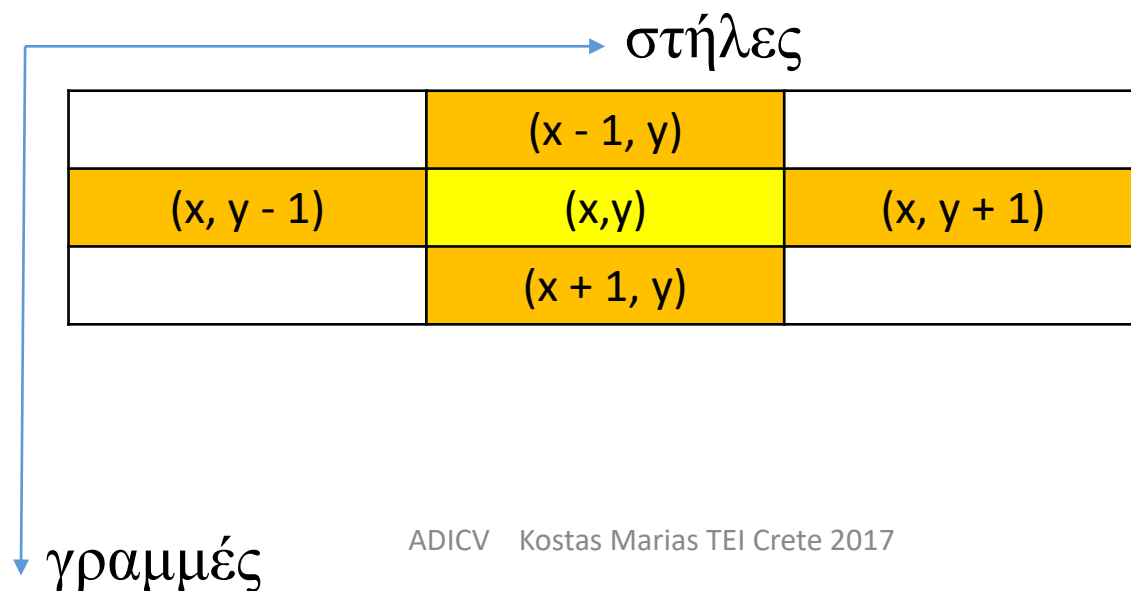 στήλες
(x - 1, y)
(x, y - 1) (x,y) (x, y + 1)
(x + 1, y)
ADICV Kostas Marias TEI Crete 2017
γραμμές